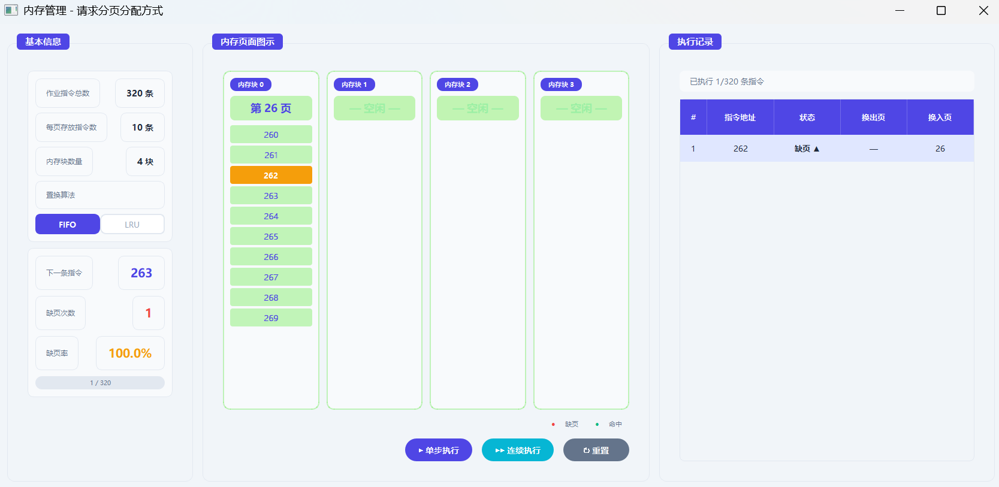 内存管理 - 请求分页分配方式
基本信息
作业指令总数 320 条
每页存放指令数 10 条
内存块数量 4 块
置换算法
FIFO LRU
下一条指令 263
缺页次数 1
缺页率 100.0%
1 / 320
内存页面图示
内存块 0
第 26 页
260
261
262
263
264
265
266
267
268
269
内存块 1
— 空闲 —
内存块 2
— 空闲 —
内存块 3
— 空闲 —
● 缺页 ● 命中
▶ 单步执行 ▶▶ 连续执行 ↻ 重置
执行记录
已执行 1/320 条指令
# 指令地址 状态 换出页 换入页
1 262 缺页 ▲ — 26